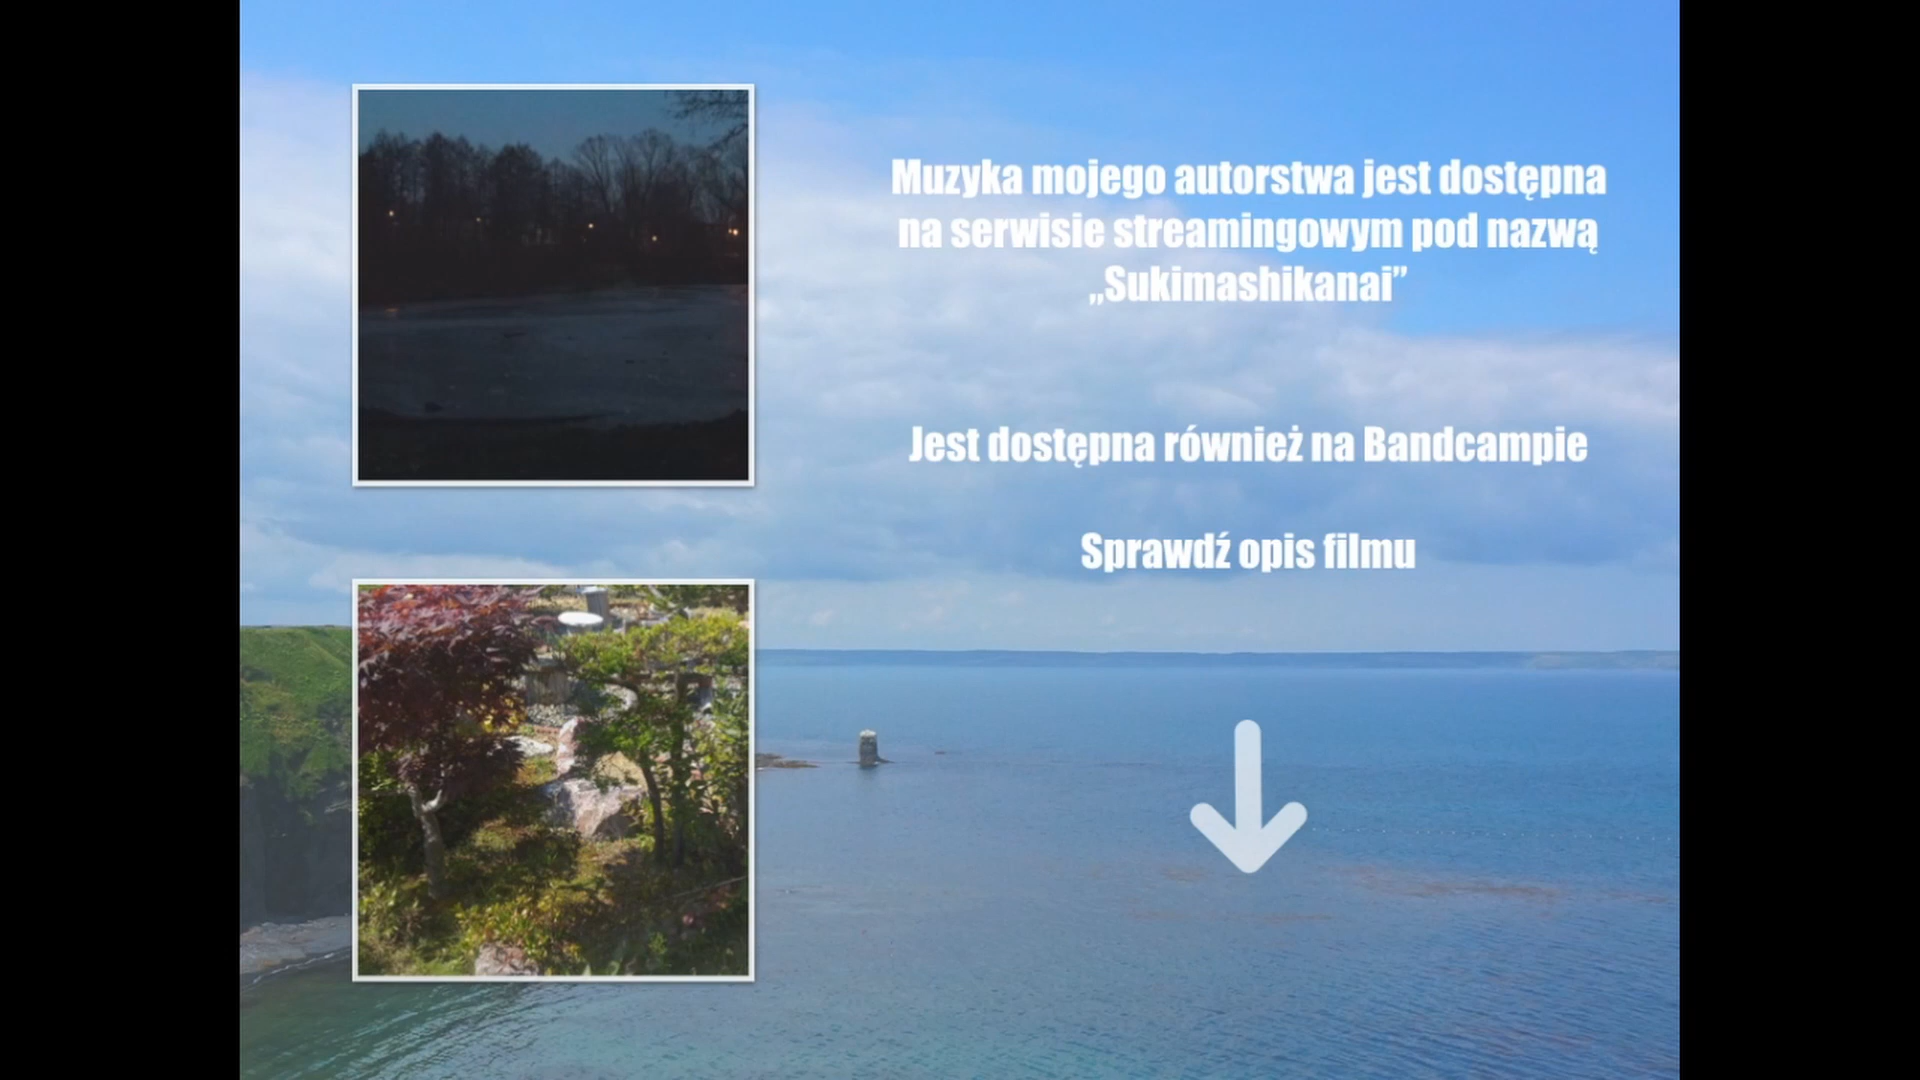 Muzyka mojego autorstwa jest dostępna
na serwisie streamingowym pod nazwą
„Sukimashikanai”
Jest dostępna również na Bandcampie
Sprawdź opis filmu